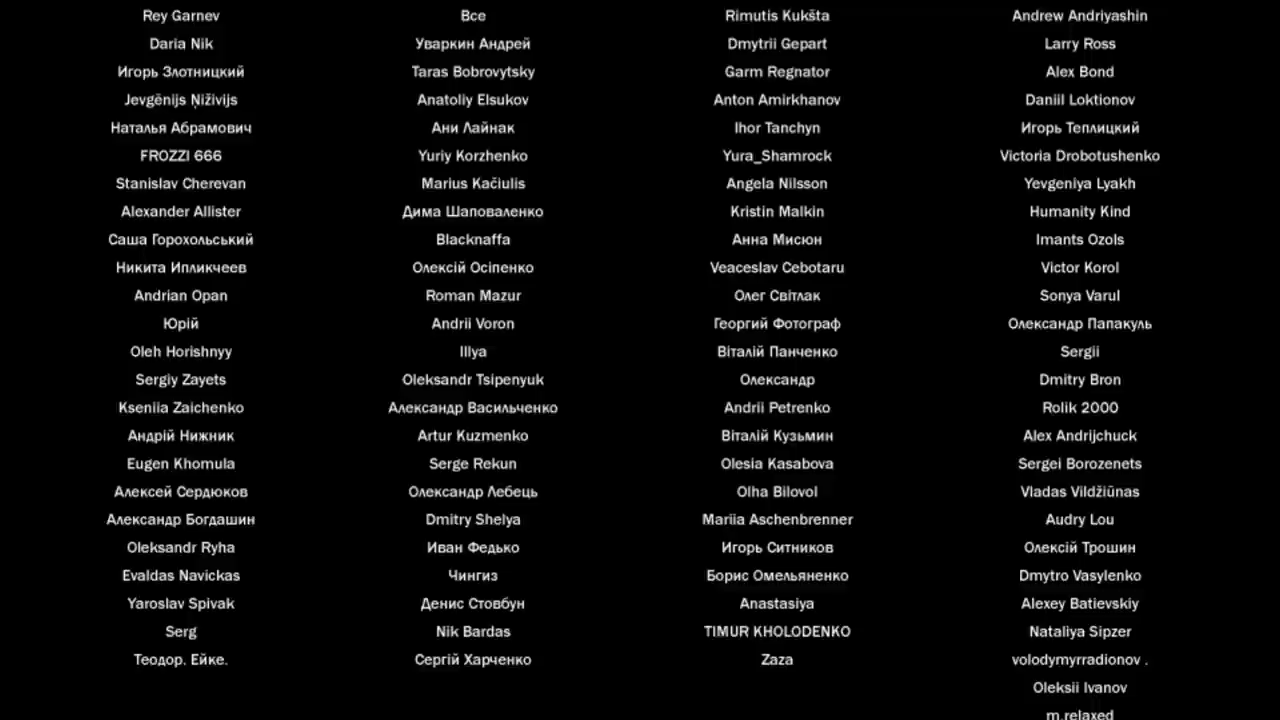 Rey Garnev
Daria Nik
Игорь Злотницкий
Jevgēnijs Ņiživijs
Наталья Абрамович
FROZZI 666
Stanislav Cherevan
Alexander Allister
Саша Горохольський
Никита Ипликчеев
Andrian Opan
Юрій
Oleh Horishnyy
Sergiy Zayets
Kseniia Zaichenko
Андрій Нижник
Eugen Khomula
Алексей Сердюков
Александр Богдашин
Oleksandr Ryha
Evaldas Navickas
Yaroslav Spivak
Serg
Теодор. Ейке.
Все
Уваркин Андрей
Taras Bobrovytsky
Anatoliy Elsukov
Ани Лайнак
Yuriy Korzhenko
Marius Kačiulis
Дима Шаповаленко
Blacknaffa
Олексій Осіпенко
Roman Mazur
Andrii Voron
Illya
Oleksandr Tsipenyuk
Александр Васильченко
Artur Kuzmenko
Serge Rekun
Олександр Лебець
Dmitry Shelya
Иван Федько
Чингиз
Денис Стовбун
Nik Bardas
Сергій Харченко
Rimutis Kukšta
Dmytrii Gepart
Garm Regnator
Anton Amirkhanov
Ihor Tanchyn
Yura_Shamrock
Angela Nilsson
Kristin Malkin
Анна Мисюн
Veaceslav Cebotaru
Олег Світлак
Георгий Фотограф
Віталій Панченко
Олександр
Andrii Petrenko
Віталій Кузьмин
Olesia Kasabova
Olha Bilovol
Mariia Aschenbrenner
Игорь Ситников
Борис Омельяненко
Anastasiya
TIMUR KHOLODENKO
Zaza
Andrew Andriyashin
Larry Ross
Alex Bond
Daniil Loktionov
Игорь Теплицкий
Victoria Drobotushenko
Yevgeniya Lyakh
Humanity Kind
Imants Ozols
Victor Korol
Sonya Varul
Олександр Папакуль
Sergii
Dmitry Bron
Rolik 2000
Alex Andrijchuck
Sergei Borozenets
Vladas Vildžiūnas
Audry Lou
Олексій Трошин
Dmytro Vasylenko
Alexey Batievskiy
Nataliya Sipzer
volodymyrradionov .
Oleksii Ivanov
m.relaxed